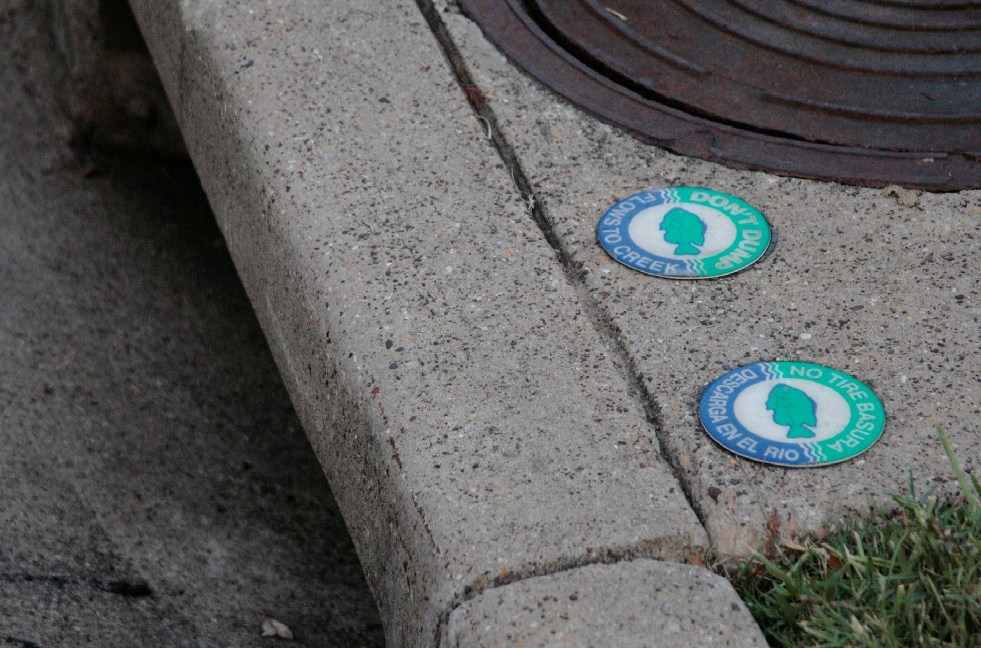 DON'T DUMP
FLOWS TO CREEK
NO TIRE BASURA
DESCARGA EN EL RIO